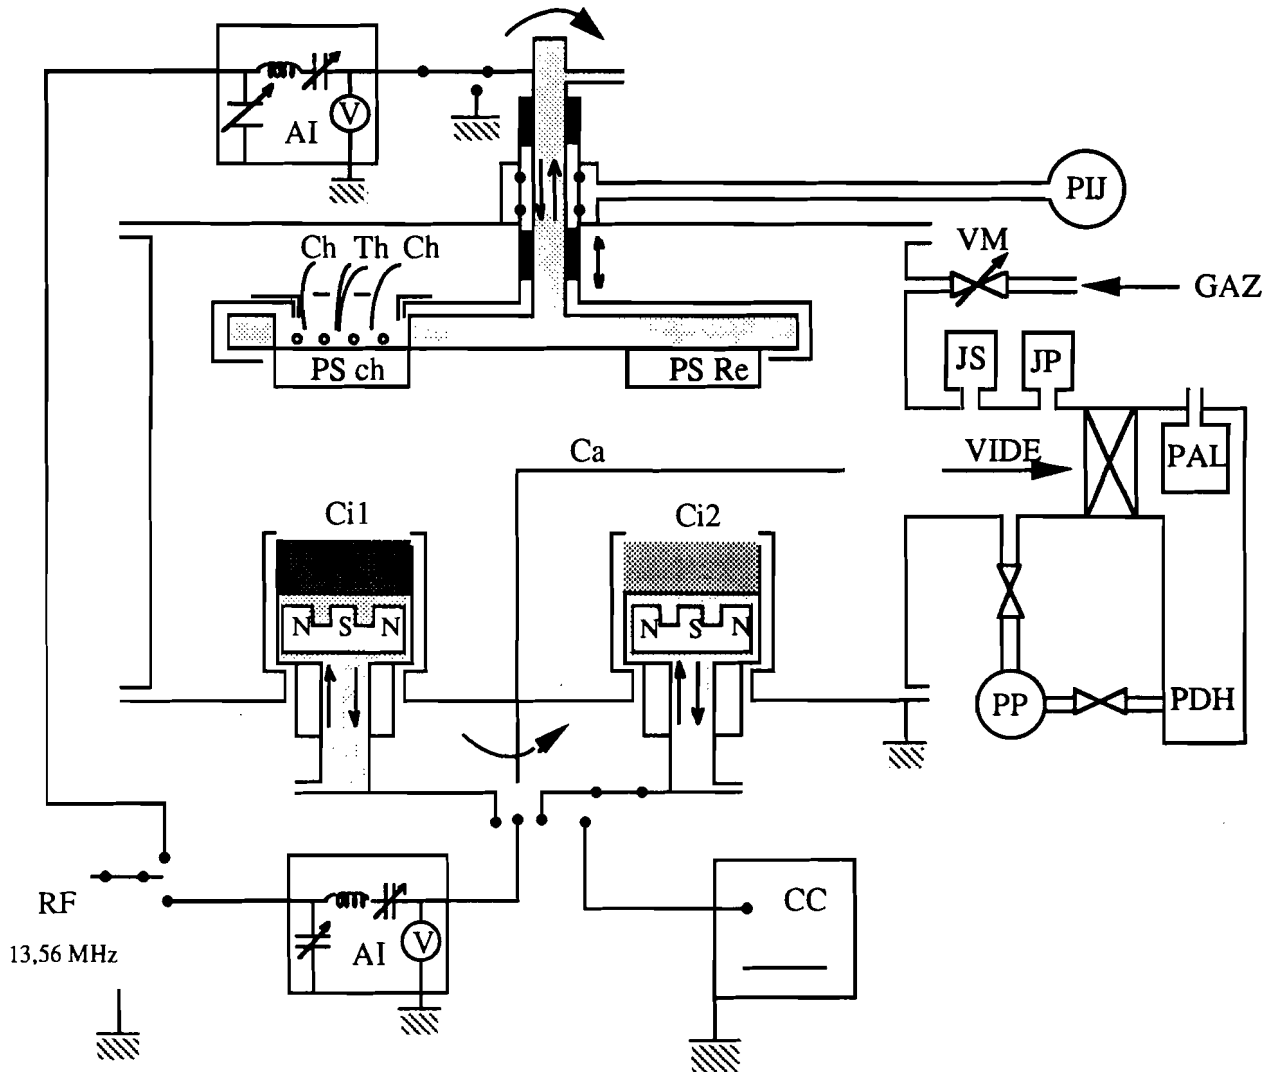 V
AI
PIJ
VM
Ch Th Ch
GAZ
JS JP
PS ch PS Re
Ca
VIDE
PAL
Ci1 Ci2
N S N N S N
PP
PDH
RF
13,56 MHz
V
AI
CC